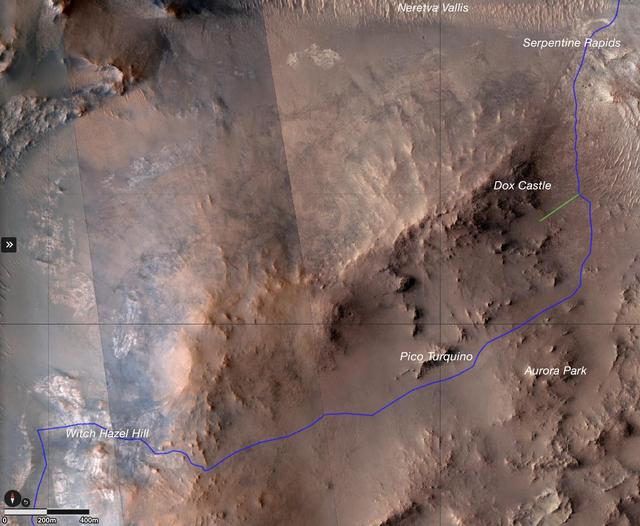 Neretva Vallis
Serpentine Rapids
Dox Castle
Pico Turquino
Aurora Park
Witch Hazel Hill
0 200m 400m